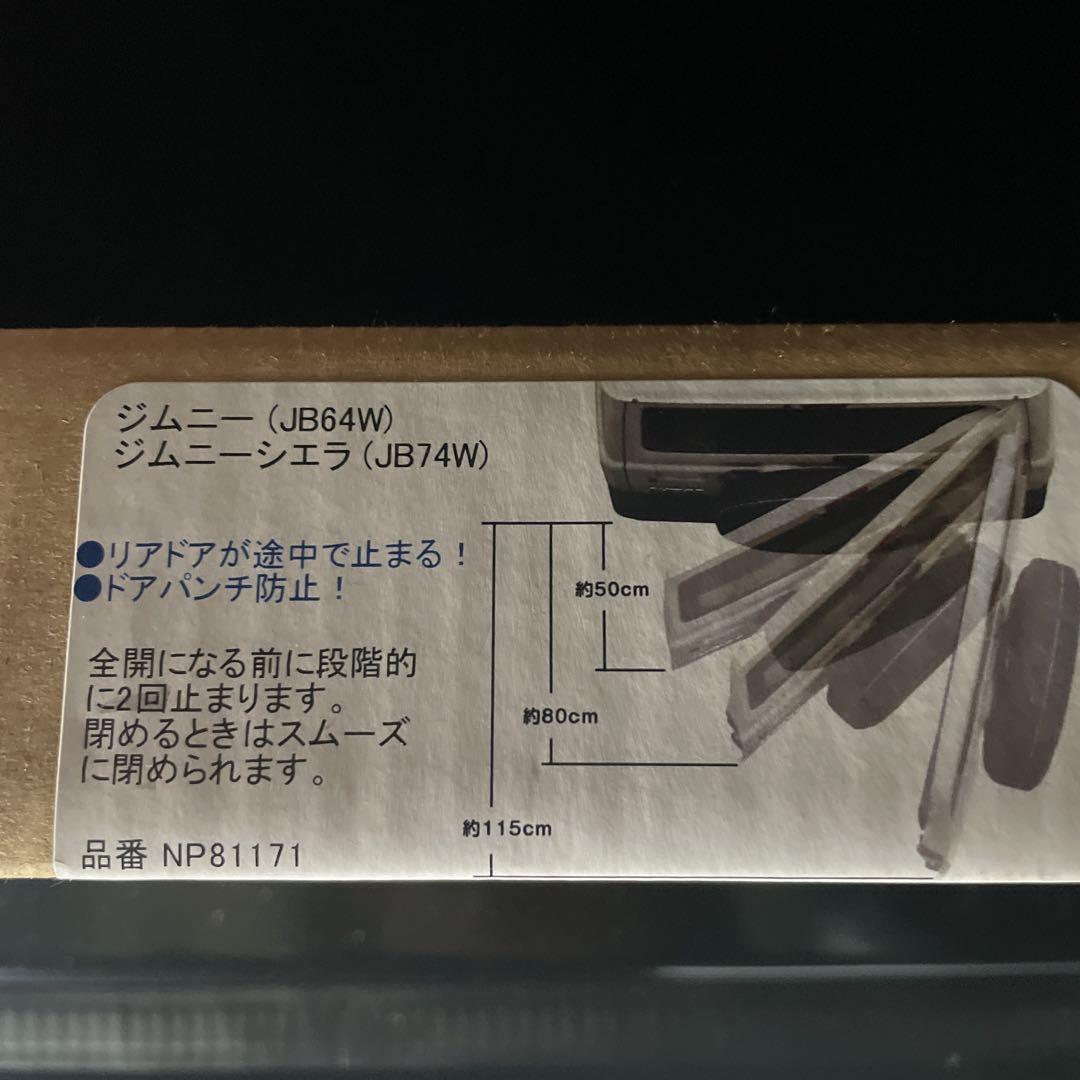 ジムニー(JB64W)
ジムニーシエラ(JB74W)
●リアドアが途中で止まる！
●ドアパンチ防止！
全開になる前に段階的
に2回止まります。
閉めるときはスムーズ
に閉められます。
品番 NP81171
約50cm
約80cm
約115cm